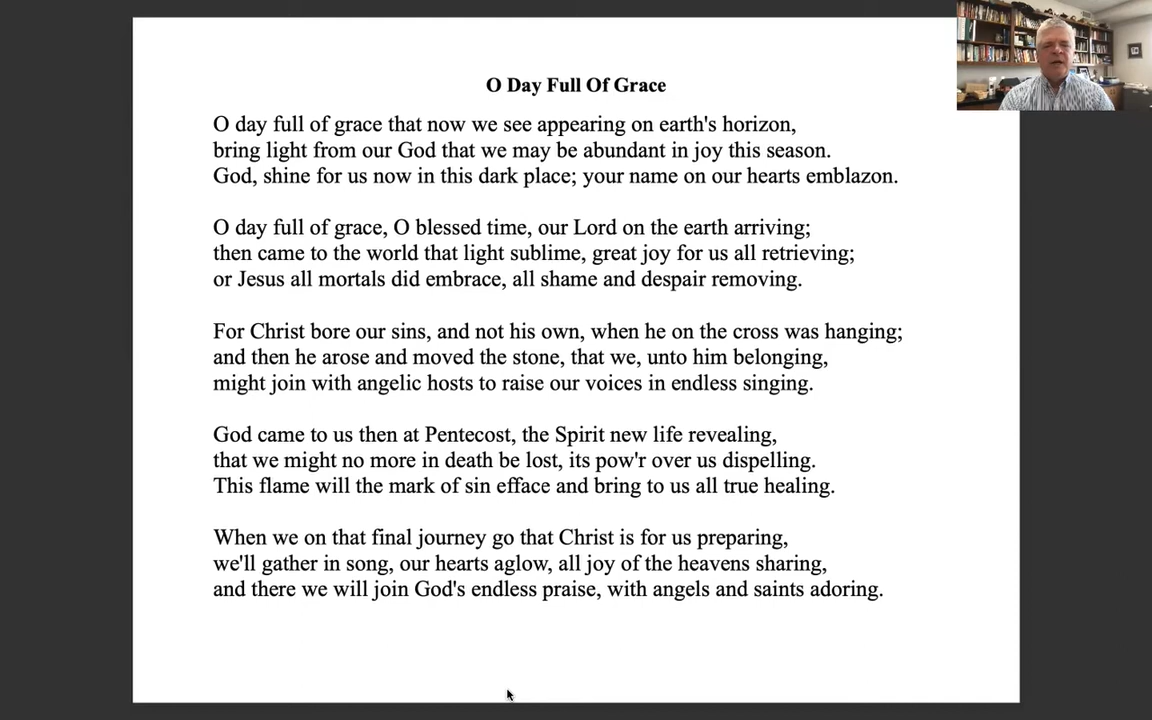 O Day Full Of Grace
O day full of grace that now we see appearing on earth's horizon,
bring light from our God that we may be abundant in joy this season.
God, shine for us now in this dark place; your name on our hearts emblazon.
O day full of grace, O blessed time, our Lord on the earth arriving;
then came to the world that light sublime, great joy for us all retrieving;
or Jesus all mortals did embrace, all shame and despair removing.
For Christ bore our sins, and not his own, when he on the cross was hanging;
and then he arose and moved the stone, that we, unto him belonging,
might join with angelic hosts to raise our voices in endless singing.
God came to us then at Pentecost, the Spirit new life revealing,
that we might no more in death be lost, its pow'r over us dispelling.
This flame will the mark of sin efface and bring to us all true healing.
When we on that final journey go that Christ is for us preparing,
we'll gather in song, our hearts aglow, all joy of the heavens sharing,
and there we will join God's endless praise, with angels and saints adoring.